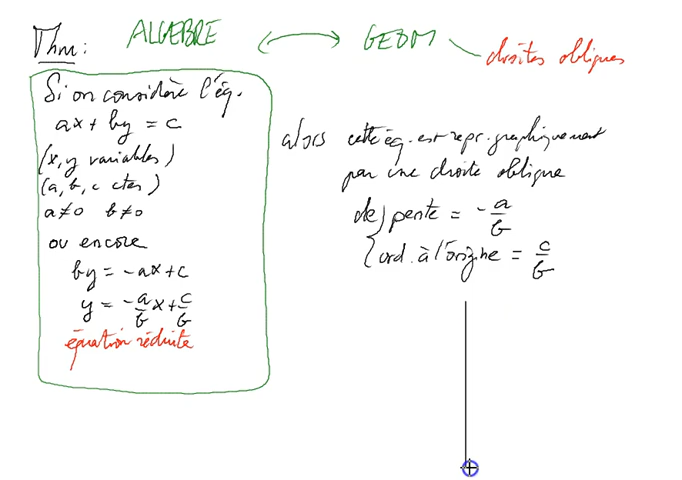 Thm: ALGEBRE ⟷ GEOM droites obliques
Si on considère l'éq.
ax + by = c
(x, y variables)
(a, b, c ctes)
a≠0 b≠0
ou encore
by = -ax + c
y = -a/b x + c/b
équation réduite
alors cette éq. est repr. graphiquement
par une droite oblique
de pente = -a/b
ord. à l'origine = c/b